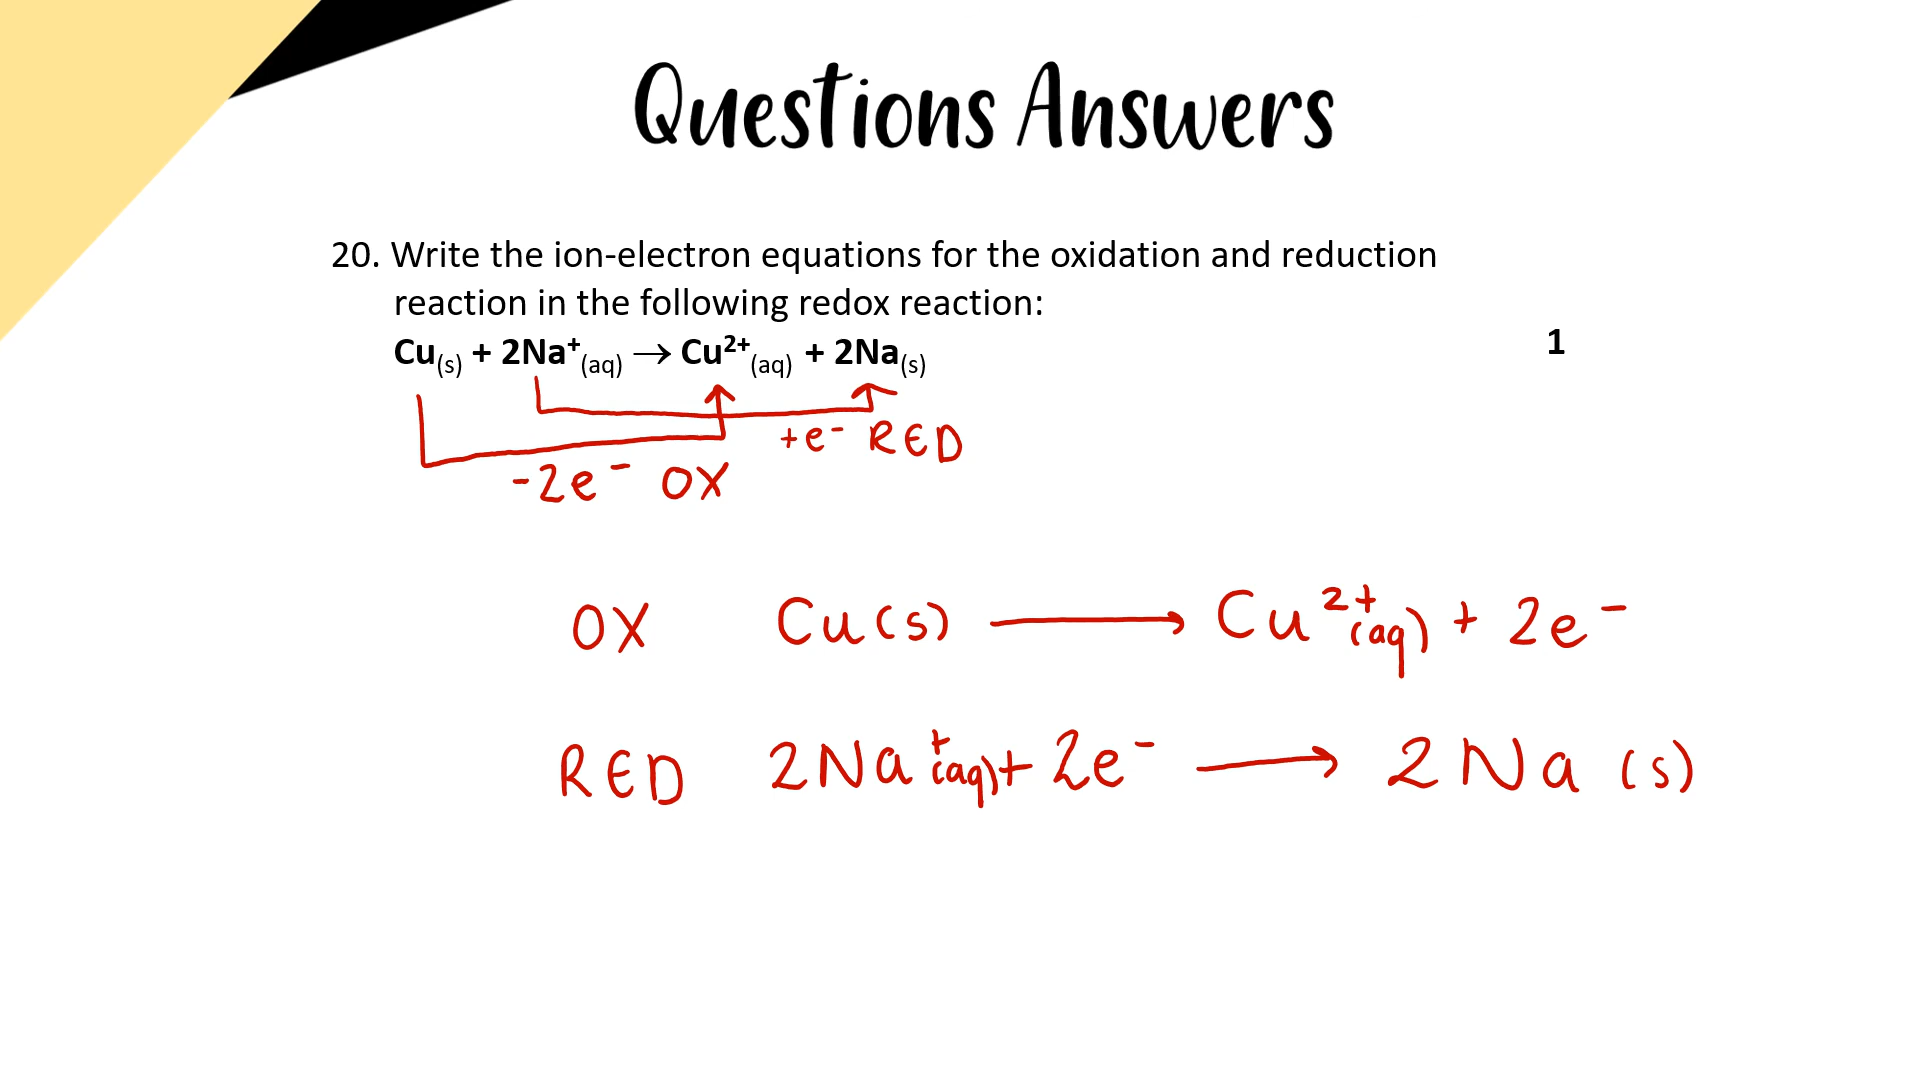 Questions Answers
20. Write the ion-electron equations for the oxidation and reduction
reaction in the following redox reaction:
Cu(s) + 2Na⁺(aq) → Cu²⁺(aq) + 2Na(s) 1
+e⁻ RED
-2e⁻ OX
OX Cu(s) → Cu²⁺(aq) + 2e⁻
RED 2Na⁺(aq) + 2e⁻ → 2Na (s)